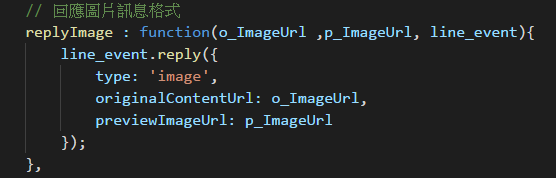 // 回應圖片訊息格式
replyImage : function(o_ImageUrl ,p_ImageUrl, line_event){
line_event.reply({
type: 'image',
originalContentUrl: o_ImageUrl,
previewImageUrl: p_ImageUrl
});
},